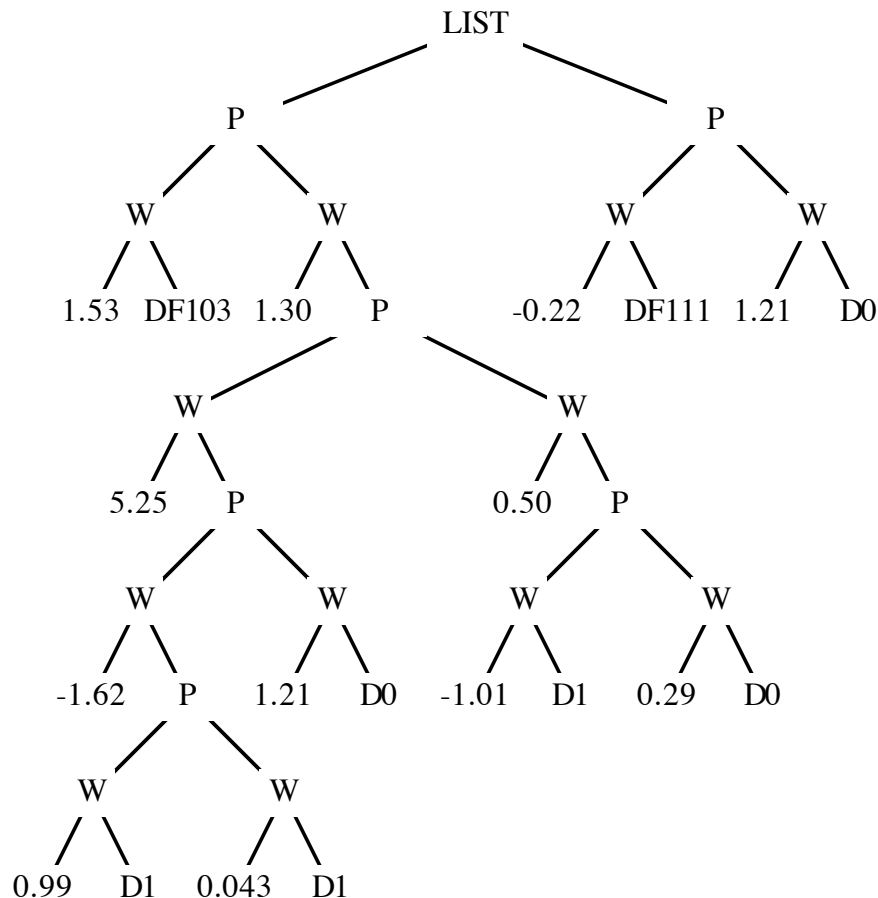 LIST
P P
W W W W
1.53 DF103 1.30 P -0.22 DF111 1.21 D0
W W
5.25 P 0.50 P
W W W W
-1.62 P 1.21 D0 -1.01 D1 0.29 D0
W W
0.99 D1 0.043 D1